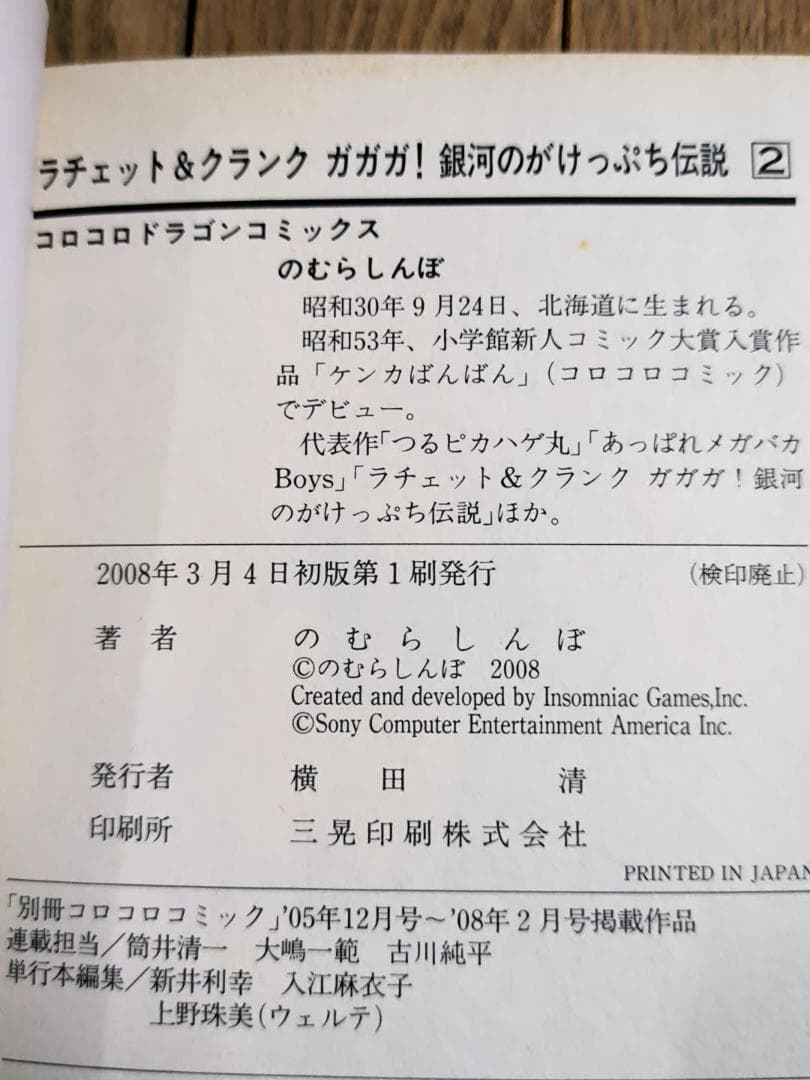 ラチェット＆クランク ガガガ! 銀河のがけっぷち伝説 2
コロコロドラゴンコミックス
のむらしんぼ
昭和30年9月24日、北海道に生まれる。
昭和53年、小学館新人コミック大賞入賞作
品「ケンカばんばん」(コロコロコミック)
でデビュー。
代表作「つるピカハゲ丸」「あっぱれメガバカ
Boys」「ラチェット＆クランク ガガガ! 銀河
のがけっぷち伝説」ほか。
2008年3月4日初版第1刷発行 (検印廃止)
著者 のむらしんぼ
©のむらしんぼ 2008
Created and developed by Insomniac Games,Inc.
©Sony Computer Entertainment America Inc.
発行者 横田 清
印刷所 三晃印刷株式会社
PRINTED IN JAPAN
「別冊コロコロコミック」'05年12月号～'08年2月号掲載作品
連載担当／筒井清一 大嶋一範 古川純平
単行本編集／新井利幸 入江麻衣子
上野珠美(ウェルテ)